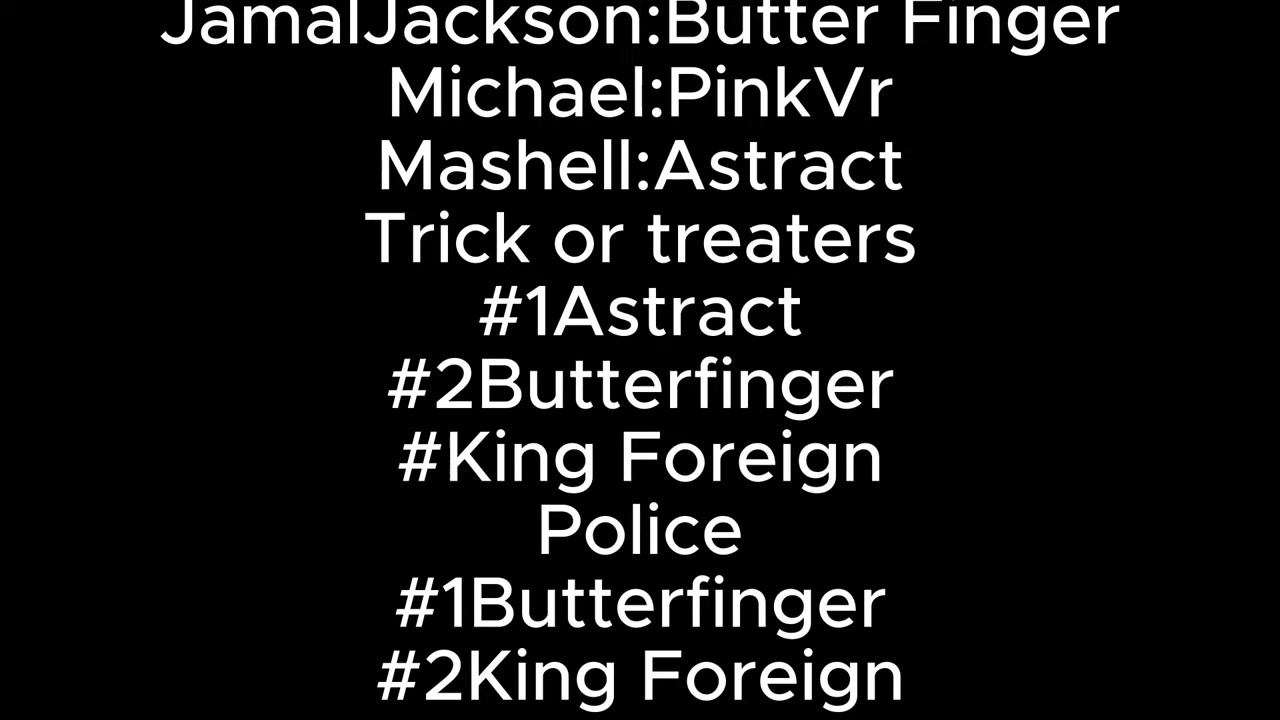 JamalJackson:Butter Finger
Michael:PinkVr
Mashell:Astract
Trick or treaters
#1Astract
#2Butterfinger
#King Foreign
Police
#1Butterfinger
#2King Foreign